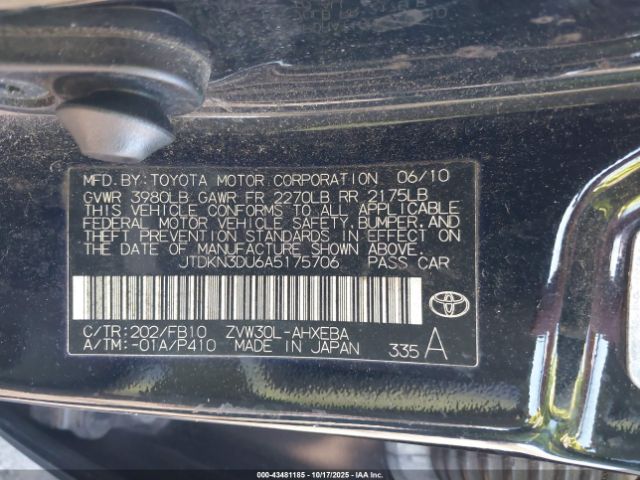 MFD. BY: TOYOTA MOTOR CORPORATION 06/10
GVWR 3980LB GAWR FR 2270LB RR 2175LB
THIS VEHICLE CONFORMS TO ALL APPLICABLE
FEDERAL MOTOR VEHICLE SAFETY, BUMPER, AND
THEFT PREVENTION STANDARDS IN EFFECT ON
THE DATE OF MANUFACTURE SHOWN ABOVE.
JTDKN3DU6A5175706 PASS CAR
C/TR: 202/FB10 ZVW30L-AHXEBA
A/TM: -01A/P410 MADE IN JAPAN 335 A
000-43481185 | 10/17/2025 | IAA Holdings, LLC